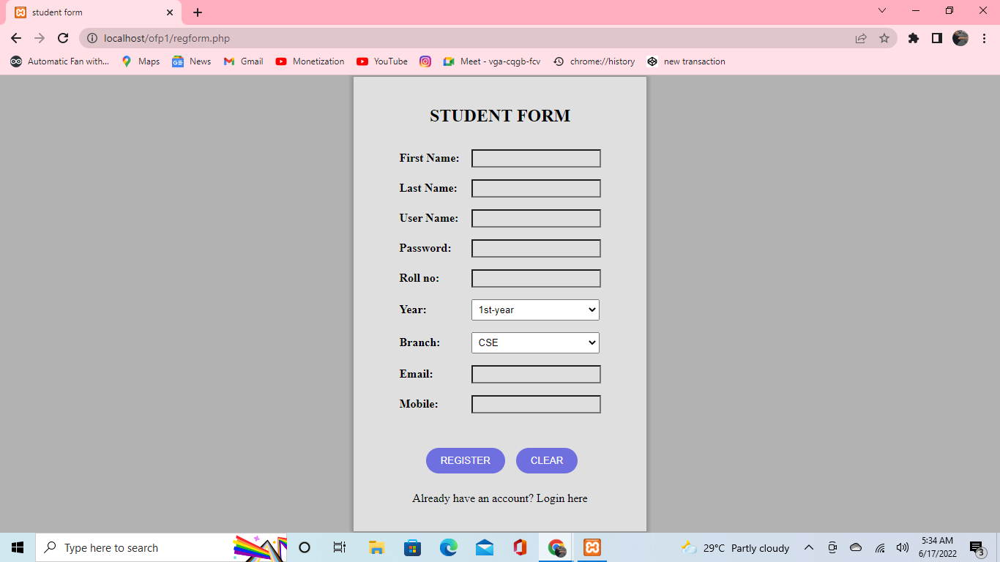 student form
localhost/ofp1/regform.php
Automatic Fan with... Maps News Gmail Monetization YouTube Meet - vga-cqgb-fcv chrome://history new transaction
STUDENT FORM
First Name:
Last Name:
User Name:
Password:
Roll no:
Year: 1st-year
Branch: CSE
Email:
Mobile:
REGISTER CLEAR
Already have an account? Login here
Type here to search
29°C Partly cloudy
5:34 AM
6/17/2022
3